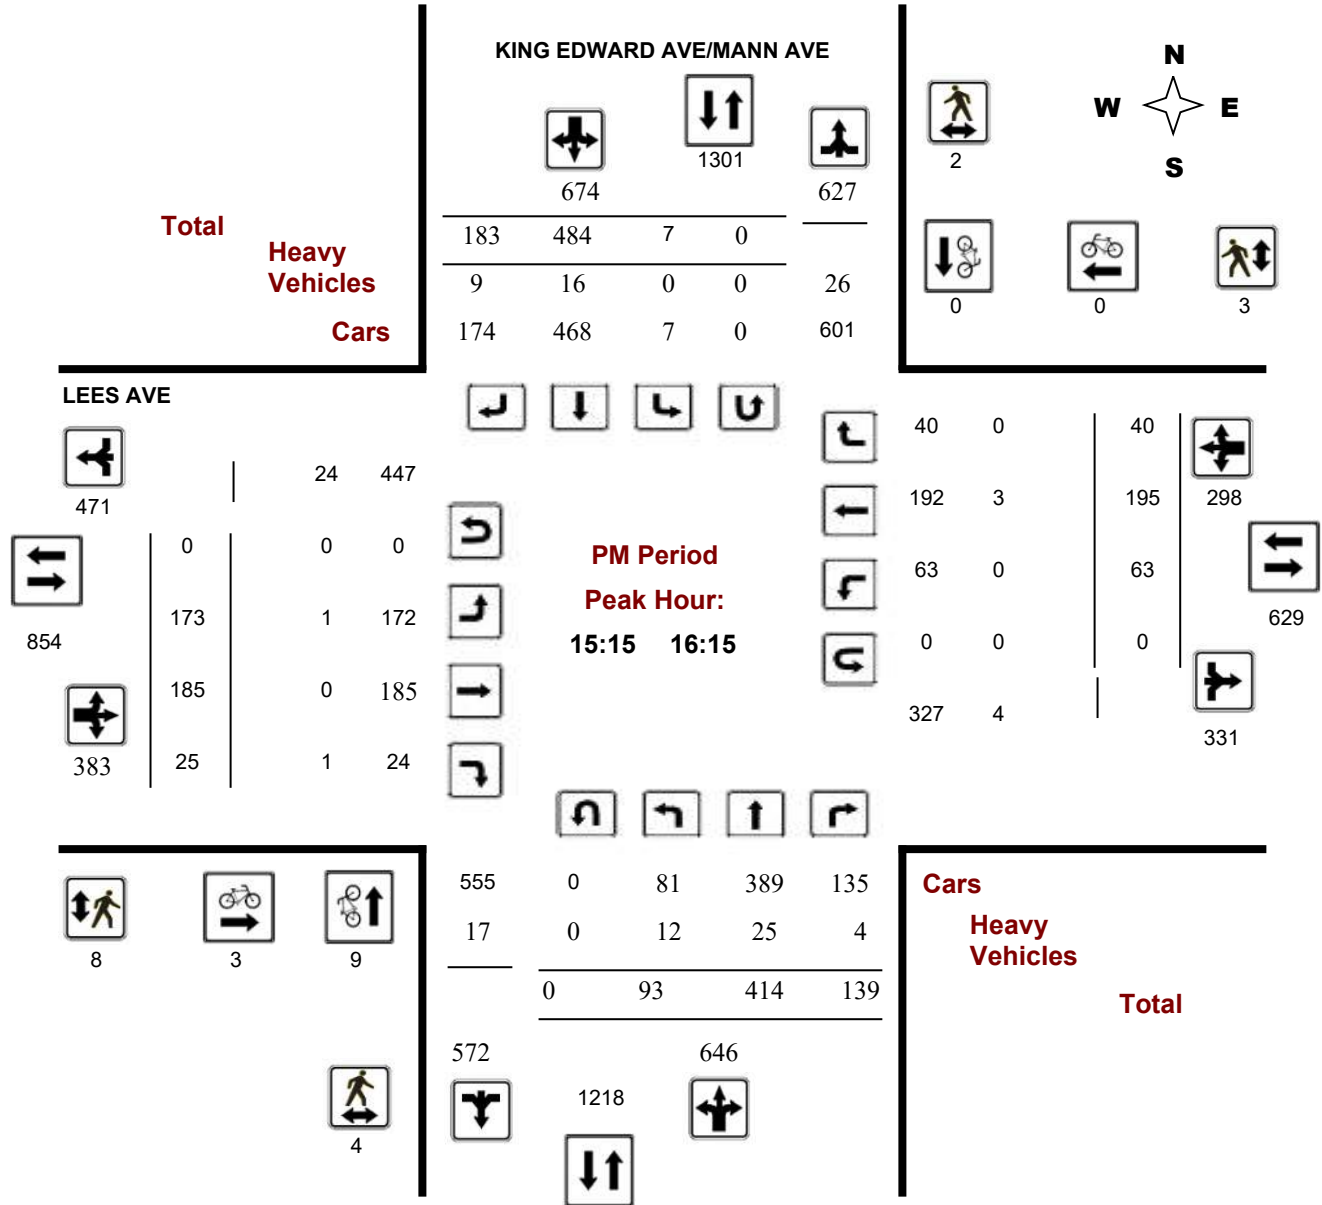 KING EDWARD AVE/MANN AVE
N
W E
S
1301
2
674 627
Total
183 484 7 0
Heavy
Vehicles
9 16 0 0 26
0 0 3
Cars
174 468 7 0 601
LEES AVE
40 0 40
24 447
471
192 3 195 298
0 0 0
PM Period
63 0 63
Peak Hour:
173 1 172
629
854
15:15 16:15
0 0 0
185 0 185
327 4
331
383 25 1 24
555 0 81 389 135
Cars
17 0 12 25 4
Heavy
Vehicles
8 3 9
0 93 414 139
Total
572 646
1218
4